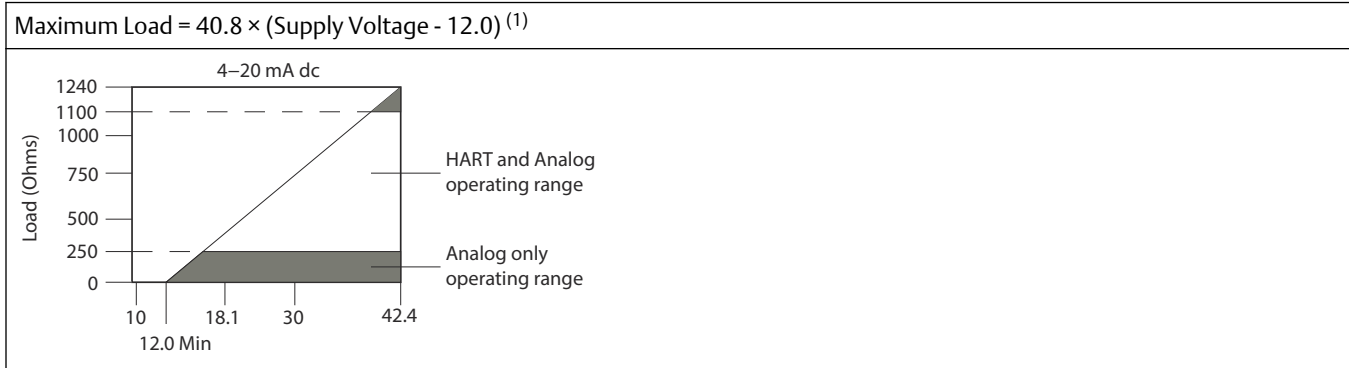 Maximum Load = 40.8 × (Supply Voltage - 12.0) (1)
4–20 mA dc
Load (Ohms)
1240
1100
1000
750
500
250
0
HART and Analog
operating range
Analog only
operating range
10
18.1
30
42.4
12.0 Min